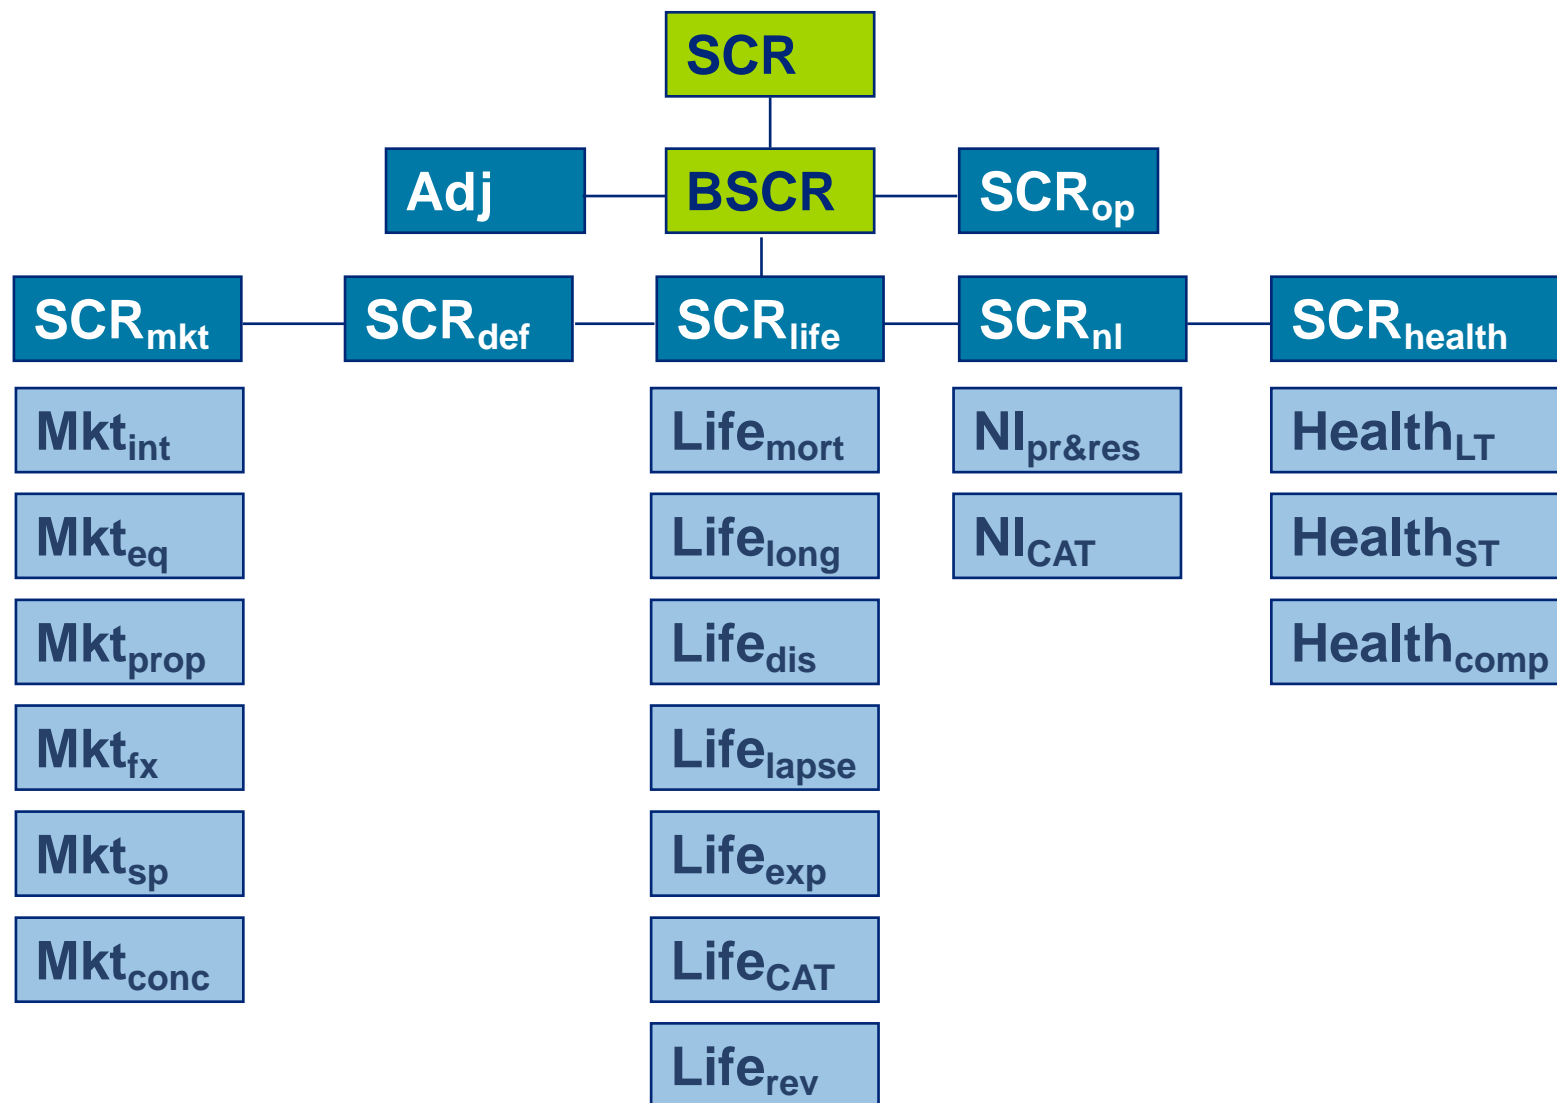 SCR
Adj BSCR SCRop
SCRmkt SCRdef SCRlife SCRnl SCRhealth
Mktint Lifemort Nlpr&res HealthLT
Mkteq Lifelong NlCAT HealthST
Mktprop Lifedis Healthcomp
Mktfx Lifelapse
Mktsp Lifeexp
Mktconc LifeCAT
Liferev